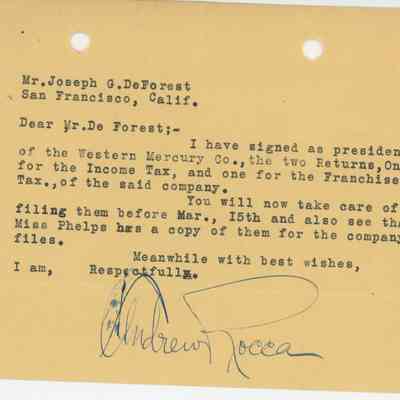 Mr.Joseph G.DeForest
San Francisco, Calif.
Dear Mr.De Forest;-
I have signed as presiden
of the Western Mercury Co.,the two Returns,On
for the Income Tax, and one for the Franchise
Tax.,of the said company.
You will now take care of
filing them before Mar., 15th and also see tha
Miss Phelps has a copy of them for the company
files.
Meanwhile with best wishes,
I am, Respectfully.
Andrew Rocca